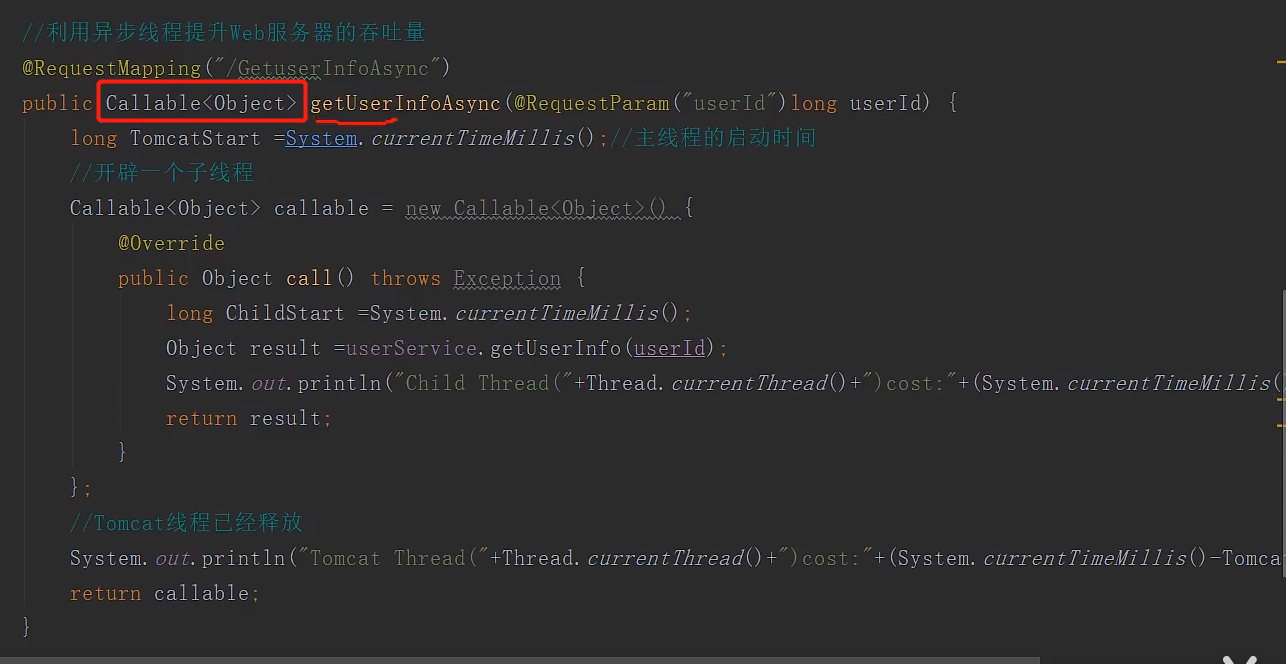 //利用异步线程提升Web服务器的吞吐量
@RequestMapping("/GetuserInfoAsync")
public Callable<Object> getUserInfoAsync(@RequestParam("userId")long userId) {
long TomcatStart =System.currentTimeMillis();//主线程的启动时间
//开辟一个子线程
Callable<Object> callable = new Callable<Object>() {
@Override
public Object call() throws Exception {
long ChildStart =System.currentTimeMillis();
Object result =userService.getUserInfo(userId);
System.out.println("Child Thread("+Thread.currentThread()+")cost:"+(System.currentTimeMillis(
return result;
}
};
//Tomcat线程已经释放
System.out.println("Tomcat Thread("+Thread.currentThread()+")cost:"+(System.currentTimeMillis()-Tomca
return callable;
}